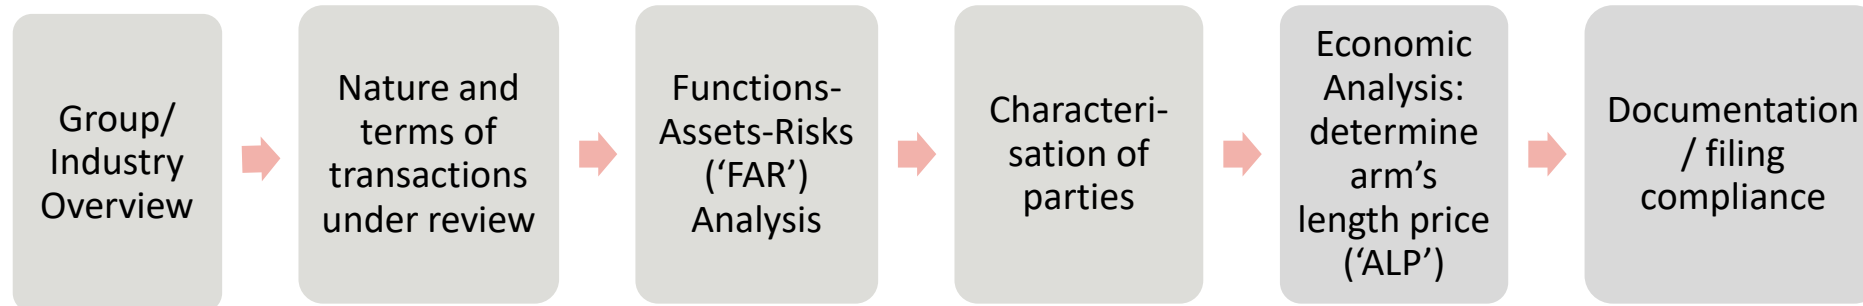 Group/
Industry
Overview
Nature and
terms of
transactions
under review
Functions-
Assets-Risks
(‘FAR’)
Analysis
Characteri-
sation of
parties
Economic
Analysis:
determine
arm’s
length price
(‘ALP’)
Documentation
/ filing
compliance